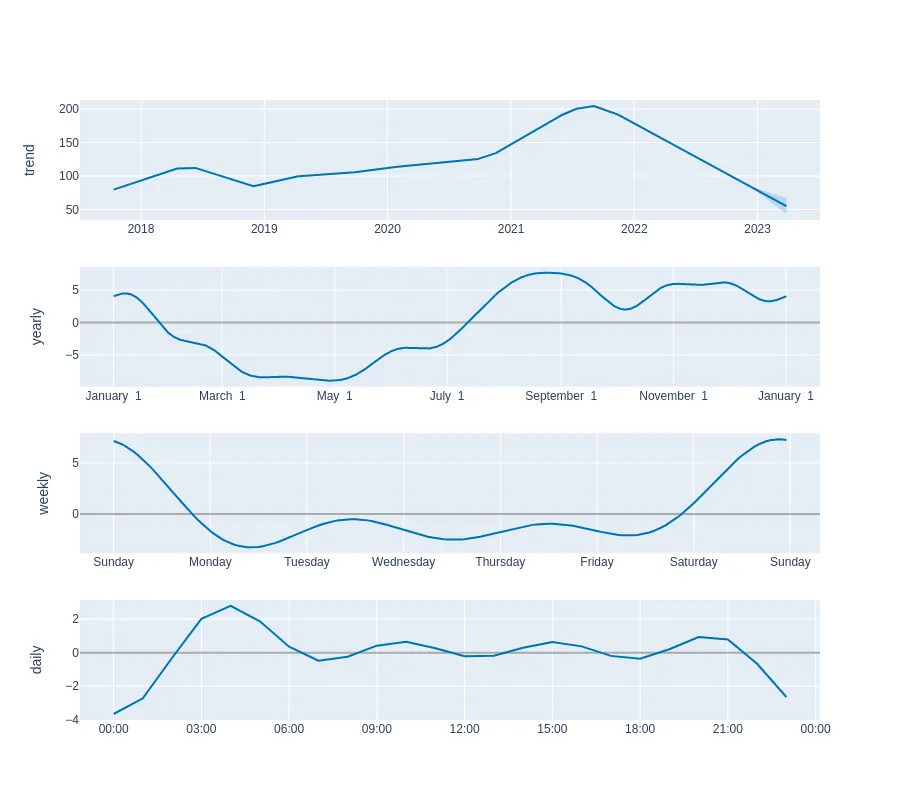 trend
200
150
100
50
2018 2019 2020 2021 2022 2023
yearly
5
0
−5
January 1 March 1 May 1 July 1 September 1 November 1 January 1
weekly
5
0
Sunday Monday Tuesday Wednesday Thursday Friday Saturday Sunday
daily
2
0
−2
−4
00:00 03:00 06:00 09:00 12:00 15:00 18:00 21:00 00:00